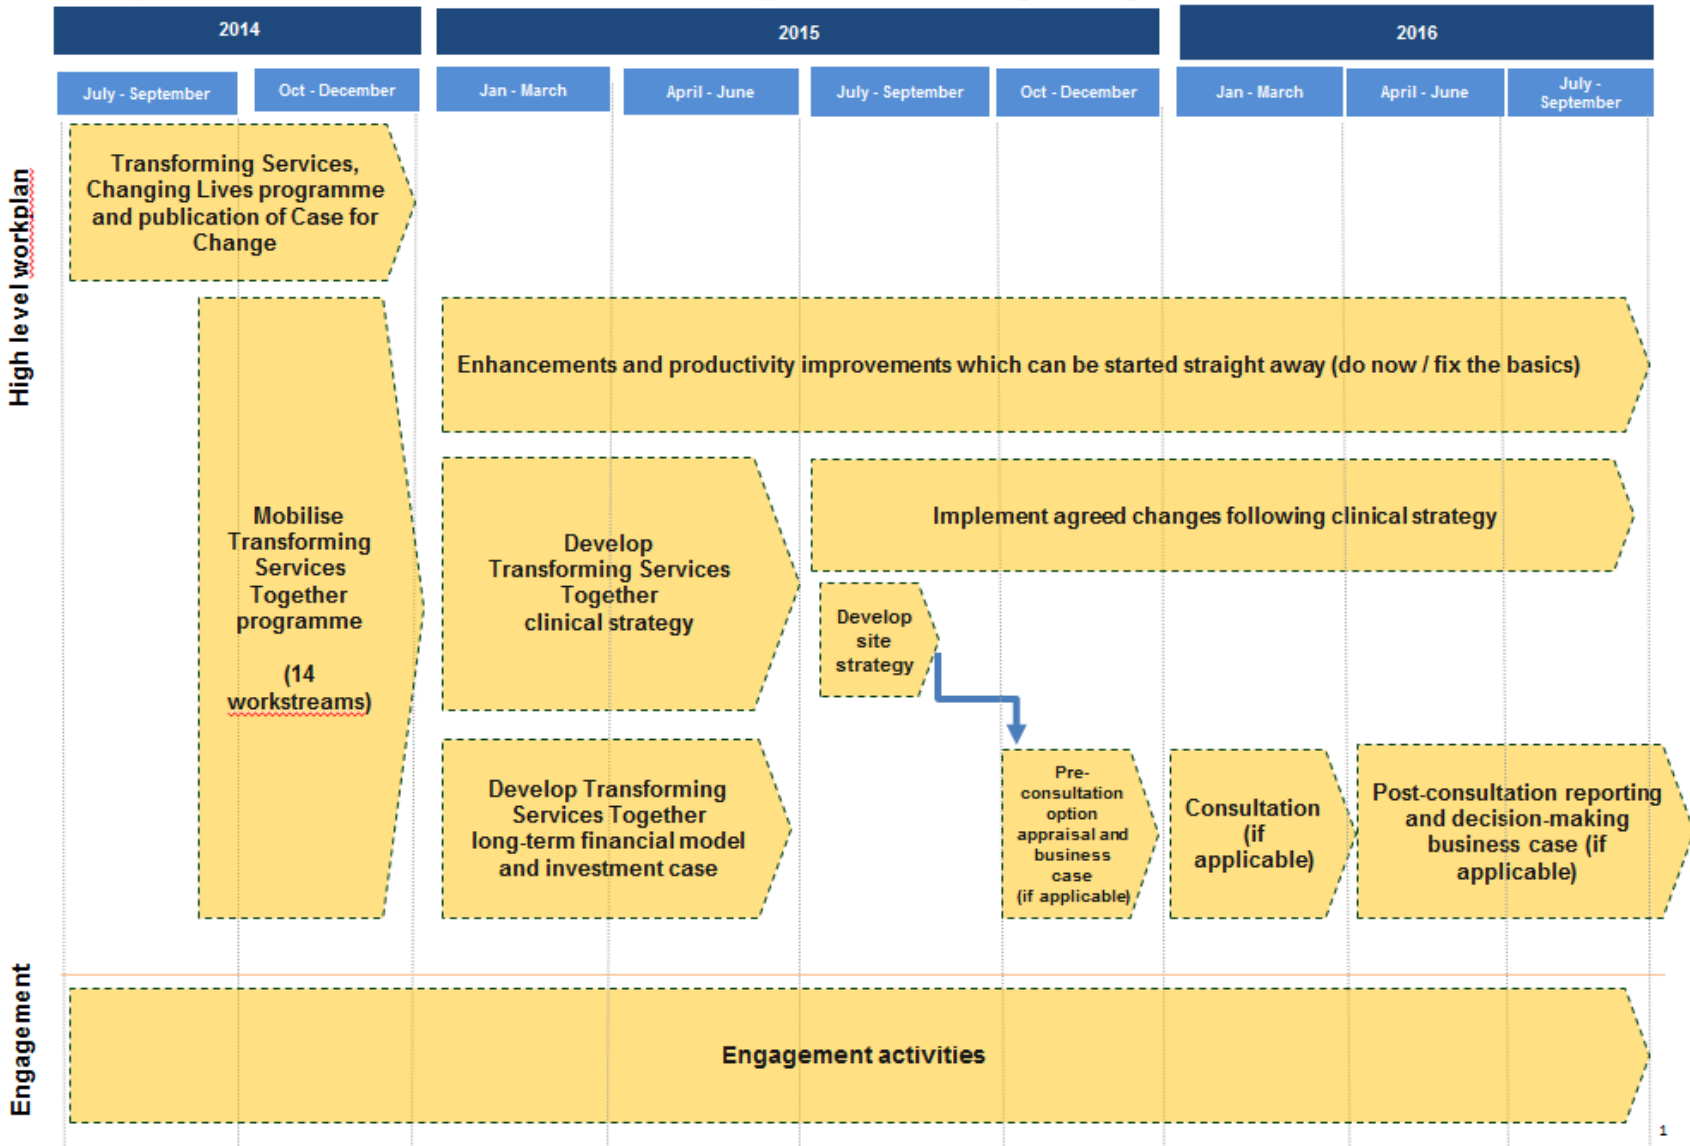 2014
2015
2016
July - September
Oct - December
Jan - March
April - June
July - September
Oct - December
Jan - March
April - June
July -
September
High level workplan
Transforming Services,
Changing Lives programme
and publication of Case for
Change
Mobilise
Transforming
Services
Together
programme
(14
workstreams)
Enhancements and productivity improvements which can be started straight away (do now / fix the basics)
Develop
Transforming Services
Together
clinical strategy
Implement agreed changes following clinical strategy
Develop
site
strategy
Develop Transforming
Services Together
long-term financial model
and investment case
Pre-
consultation
option
appraisal and
business
case
(if applicable)
Consultation
(if
applicable)
Post-consultation reporting
and decision-making
business case (if
applicable)
Engagement
Engagement activities
1